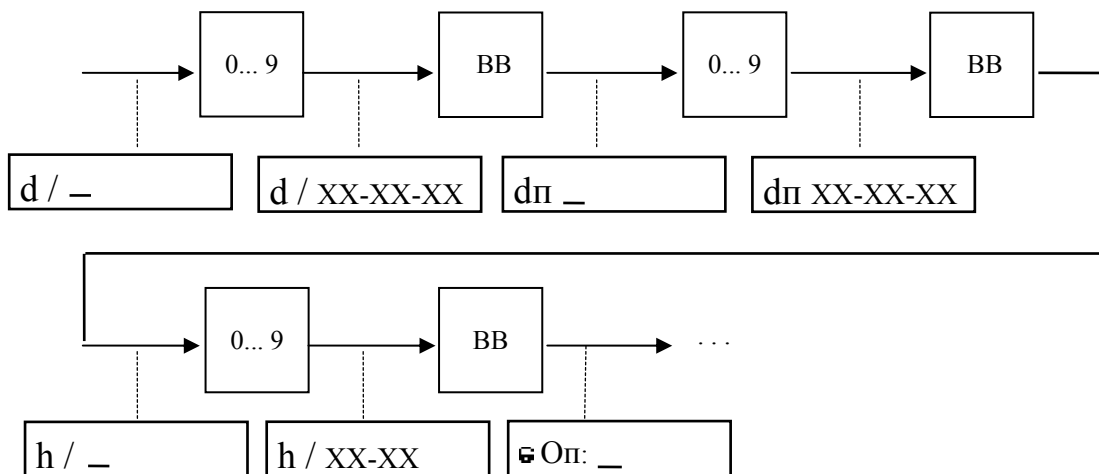 0... 9 ВВ 0... 9 ВВ
d / _ d / XX-XX-XX dп _ dп XX-XX-XX
0... 9 ВВ . . .
h / _ h / XX-XX Оп: _